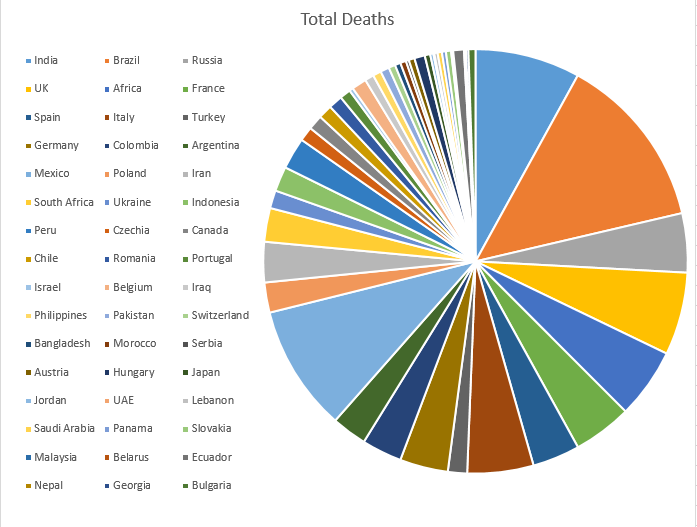 Total Deaths
India Brazil Russia
UK Africa France
Spain Italy Turkey
Germany Colombia Argentina
Mexico Poland Iran
South Africa Ukraine Indonesia
Peru Czechia Canada
Chile Romania Portugal
Israel Belgium Iraq
Philippines Pakistan Switzerland
Bangladesh Morocco Serbia
Austria Hungary Japan
Jordan UAE Lebanon
Saudi Arabia Panama Slovakia
Malaysia Belarus Ecuador
Nepal Georgia Bulgaria